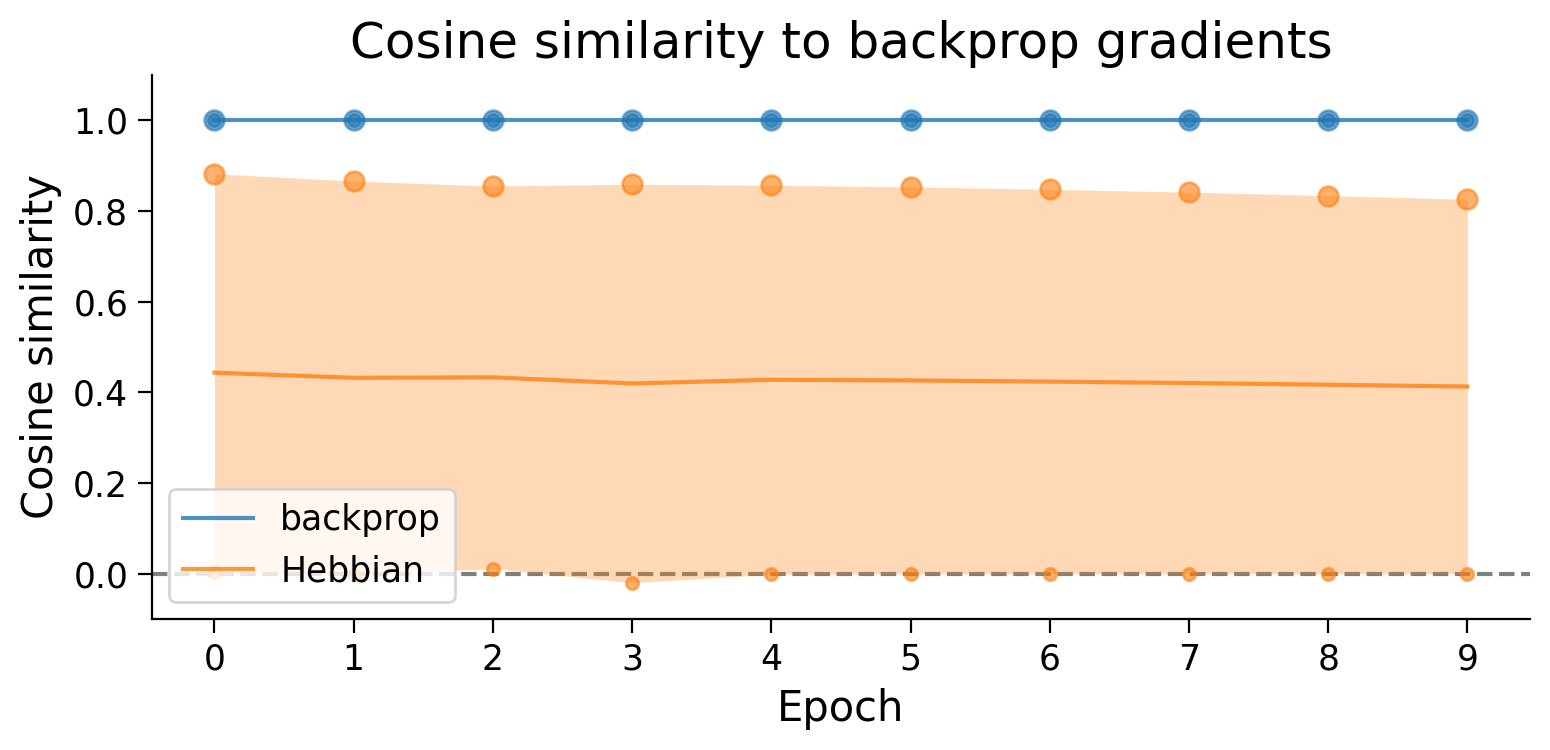 Cosine similarity to backprop gradients
Cosine similarity
1.0
0.8
0.6
0.4
0.2
0.0
backprop
Hebbian
0 1 2 3 4 5 6 7 8 9
Epoch